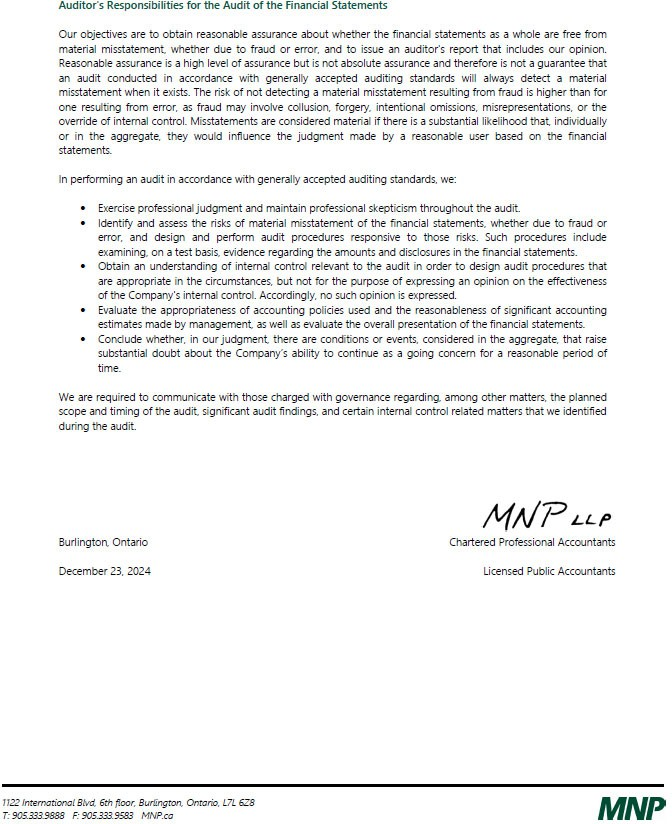 Auditor's Responsibilities for the Audit of the Financial Statements
Our objectives are to obtain reasonable assurance about whether the financial statements as a whole are free from
material misstatement, whether due to fraud or error, and to issue an auditor's report that includes our opinion.
Reasonable assurance is a high level of assurance but is not absolute assurance and therefore is not a guarantee that
an audit conducted in accordance with generally accepted auditing standards will always detect a material
misstatement when it exists. The risk of not detecting a material misstatement resulting from fraud is higher than for
one resulting from error, as fraud may involve collusion, forgery, intentional omissions, misrepresentations, or the
override of internal control. Misstatements are considered material if there is a substantial likelihood that, individually
or in the aggregate, they would influence the judgment made by a reasonable user based on the financial
statements.
In performing an audit in accordance with generally accepted auditing standards, we:
• Exercise professional judgment and maintain professional skepticism throughout the audit.
• Identify and assess the risks of material misstatement of the financial statements, whether due to fraud or
error, and design and perform audit procedures responsive to those risks. Such procedures include
examining, on a test basis, evidence regarding the amounts and disclosures in the financial statements.
• Obtain an understanding of internal control relevant to the audit in order to design audit procedures that
are appropriate in the circumstances, but not for the purpose of expressing an opinion on the effectiveness
of the Company's internal control. Accordingly, no such opinion is expressed.
• Evaluate the appropriateness of accounting policies used and the reasonableness of significant accounting
estimates made by management, as well as evaluate the overall presentation of the financial statements.
• Conclude whether, in our judgment, there are conditions or events, considered in the aggregate, that raise
substantial doubt about the Company's ability to continue as a going concern for a reasonable period of
time.
We are required to communicate with those charged with governance regarding, among other matters, the planned
scope and timing of the audit, significant audit findings, and certain internal control related matters that we identified
during the audit.
MNP LLP
Burlington, Ontario Chartered Professional Accountants
December 23, 2024 Licensed Public Accountants
1122 International Blvd, 6th floor, Burlington, Ontario, L7L 6Z8
T: 905.333.9888 F: 905.333.9583 MNP.ca
MNP